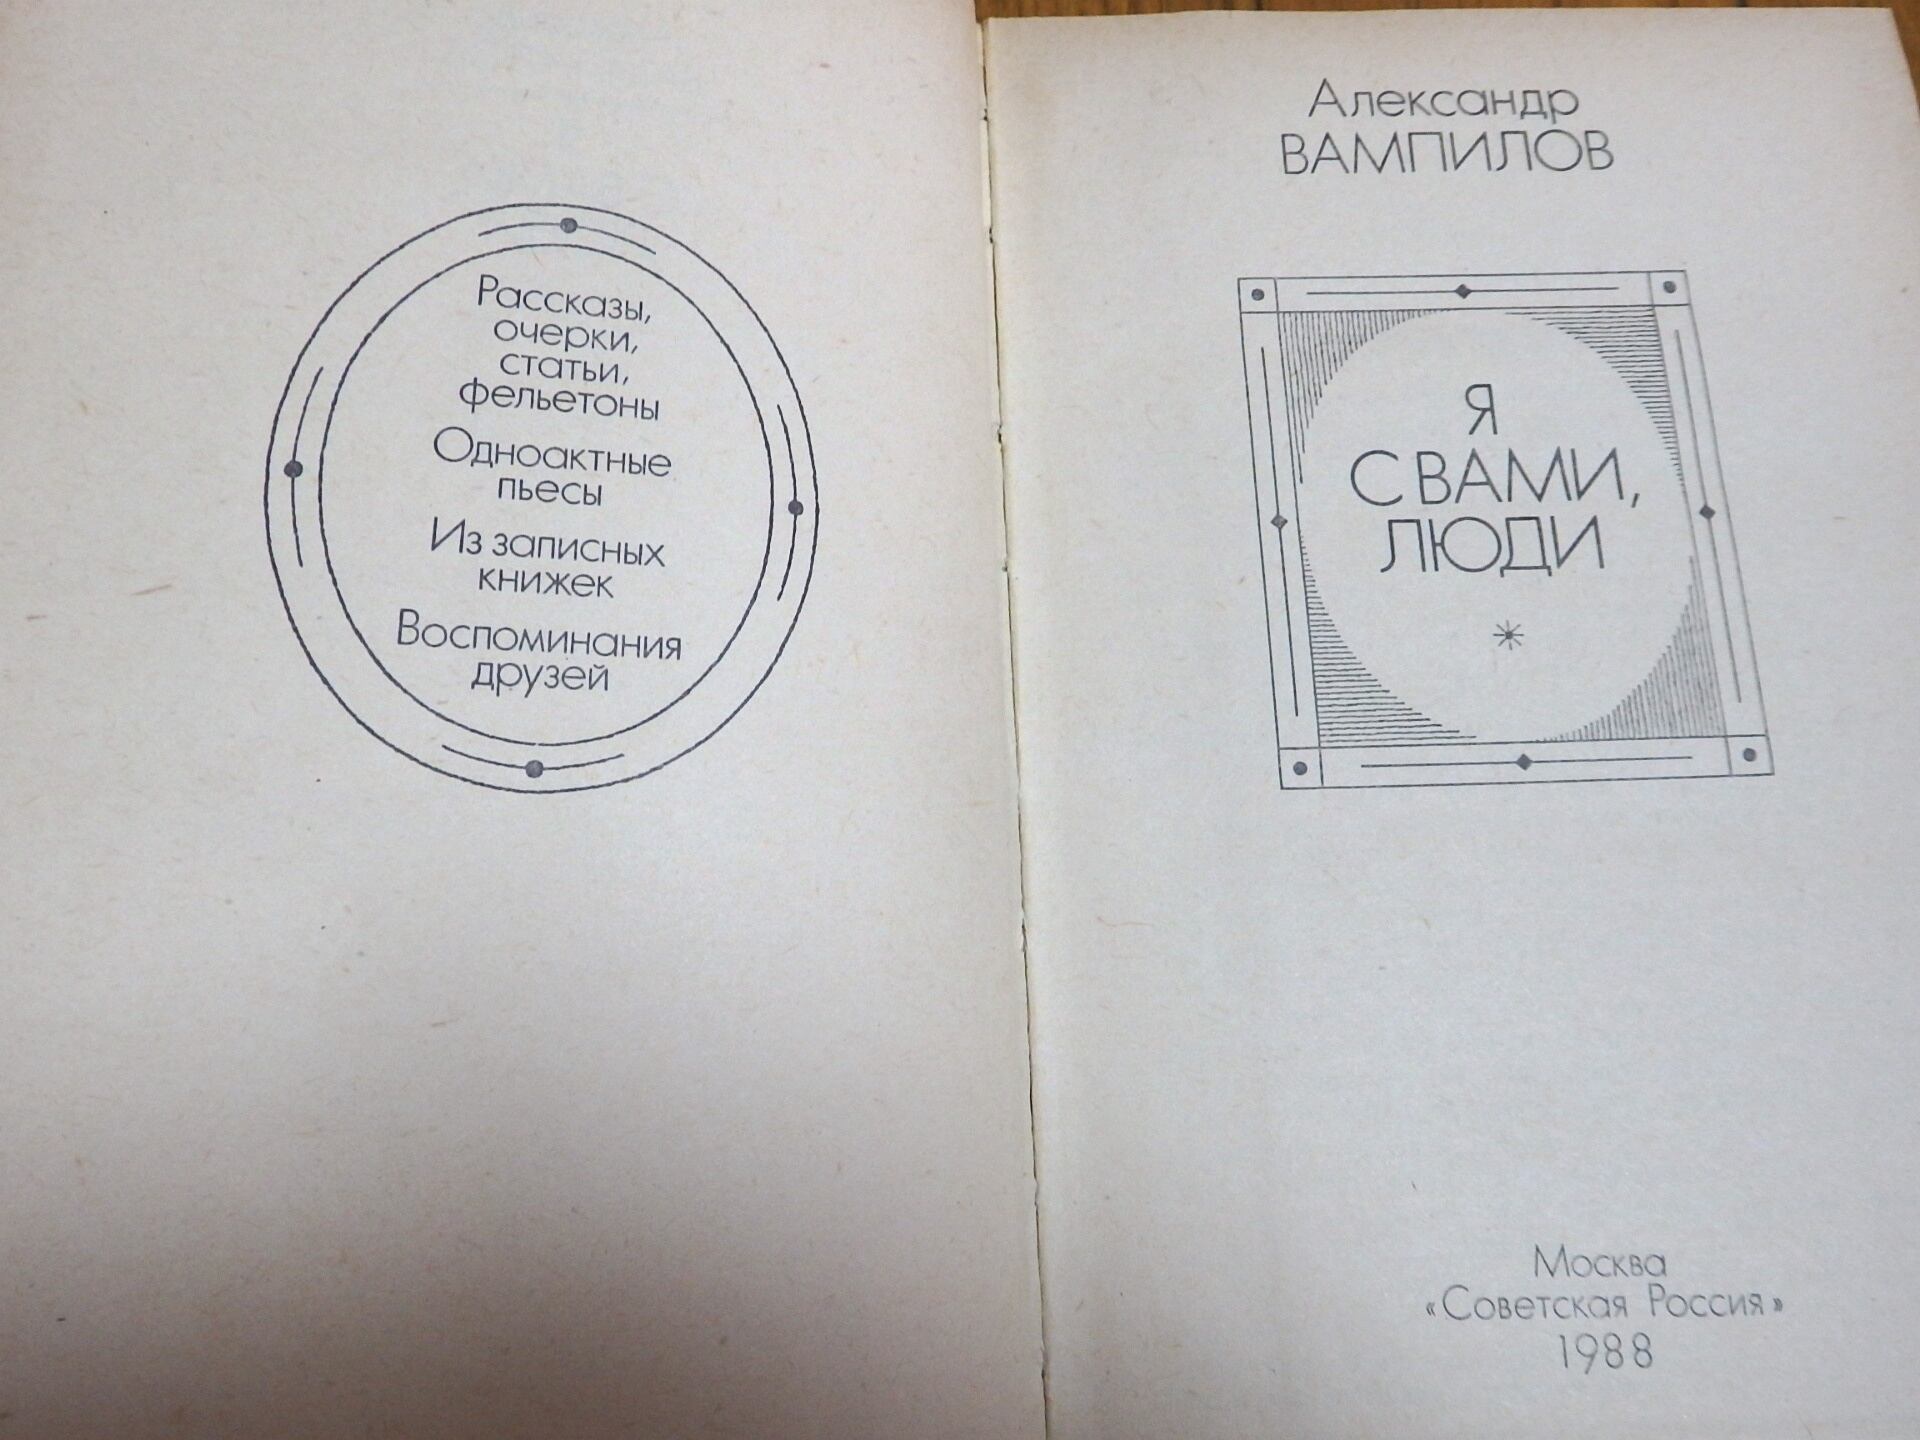 Рассказы,
очерки,
статьи,
фельетоны
Одноактные
пьесы
Из записных
книжек
Воспоминания
друзей
Александр
ВАМПИЛОВ
Я
С ВАМИ,
ЛЮДИ
Москва
«Советская Россия»
1988